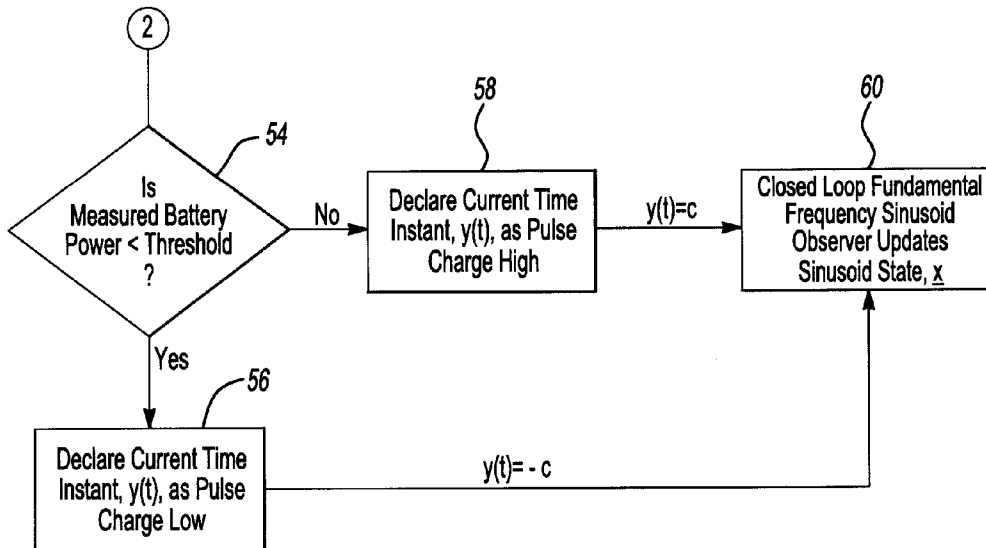 2
54
Is
Measured Battery
Power < Threshold
?
No
Yes
58
Declare Current Time
Instant, y(t), as Pulse
Charge High
y(t)=c
60
Closed Loop Fundamental
Frequency Sinusoid
Observer Updates
Sinusoid State, x
56
Declare Current Time
Instant, y(t), as Pulse
Charge Low
y(t)= - c